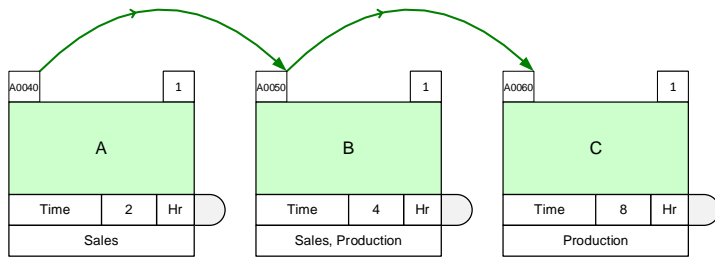 A0040 1 A0050 1 A0060 1
A B C
Time 2 Hr Time 4 Hr Time 8 Hr
Sales Sales, Production Production